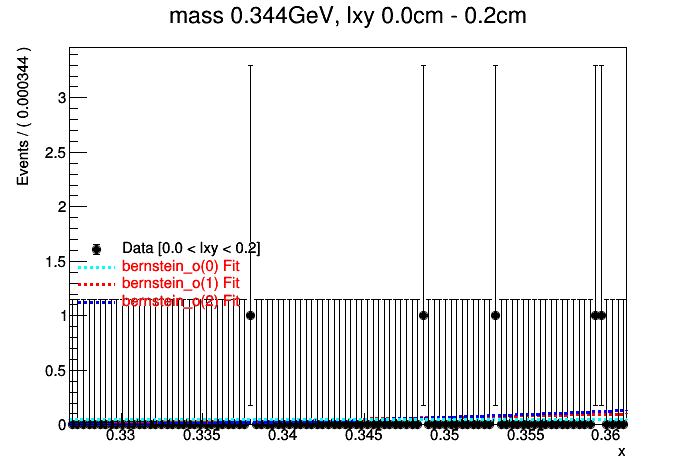 mass 0.344GeV, lxy 0.0cm - 0.2cm
Events / ( 0.000344 )
3
2.5
2
1.5
1
0.5
0
Data [0.0 < lxy < 0.2]
bernstein_o(0) Fit
bernstein_o(1) Fit
bernstein_o(2) Fit
0.33 0.335 0.34 0.345 0.35 0.355 0.36
x